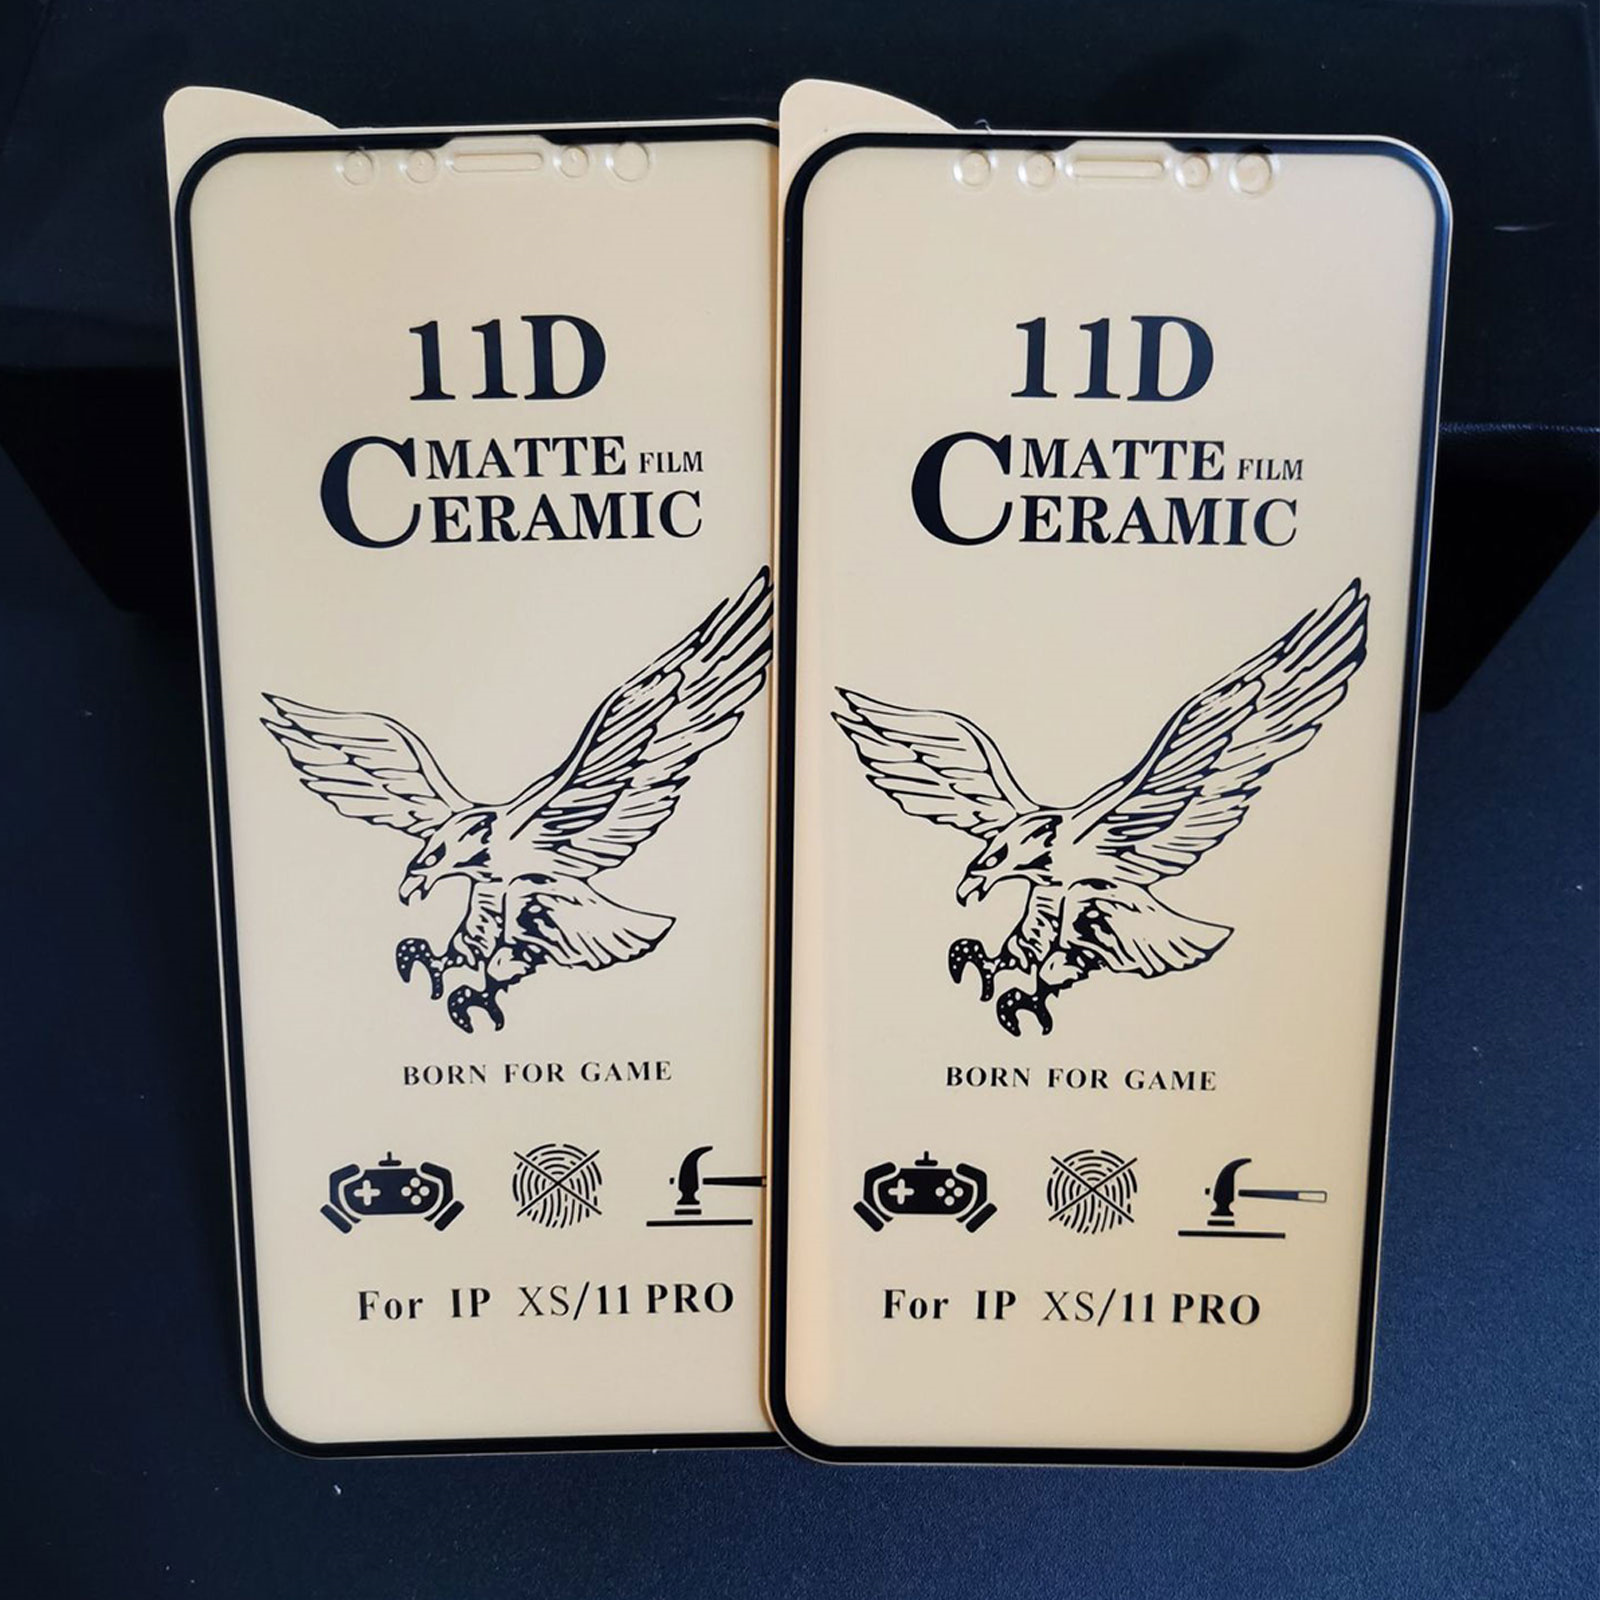 11D
MATTE FILM
CERAMIC
BORN FOR GAME
For IP XS/11 PRO
11D
MATTE FILM
CERAMIC
BORN FOR GAME
For IP XS/11 PRO